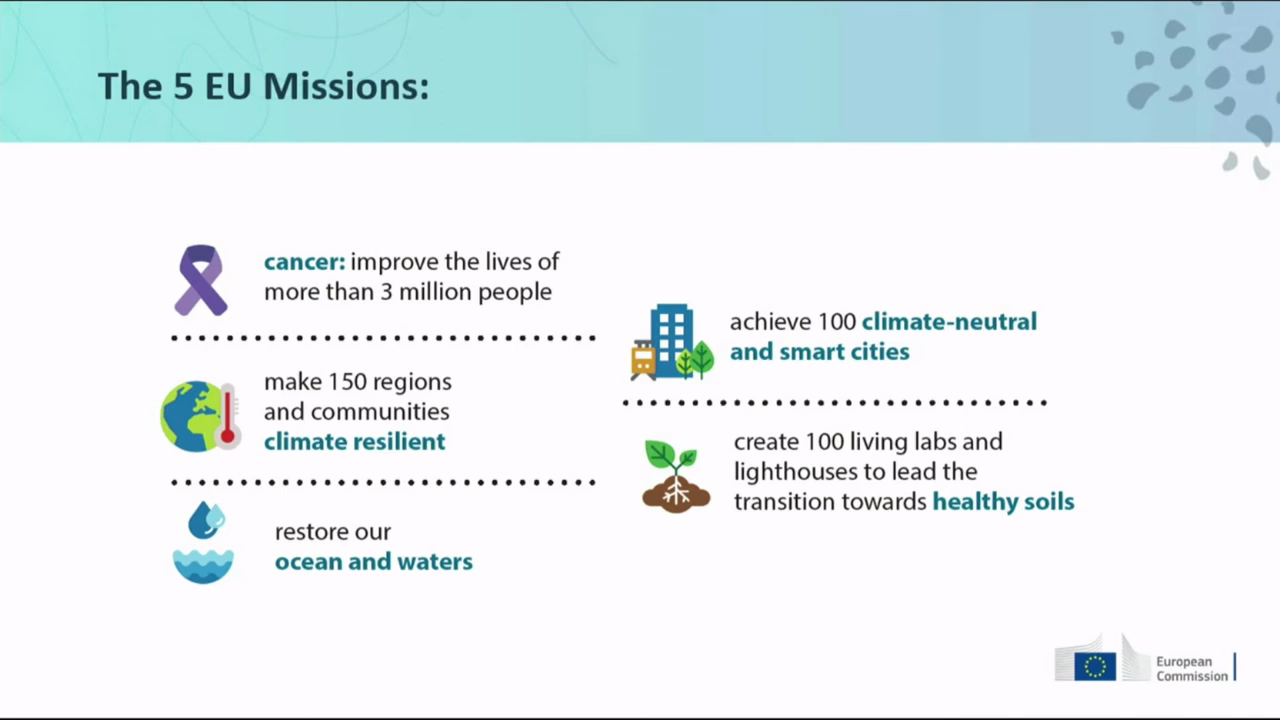 The 5 EU Missions:
cancer: improve the lives of
more than 3 million people
make 150 regions
and communities
climate resilient
restore our
ocean and waters
achieve 100 climate-neutral
and smart cities
create 100 living labs and
lighthouses to lead the
transition towards healthy soils
European
Commission